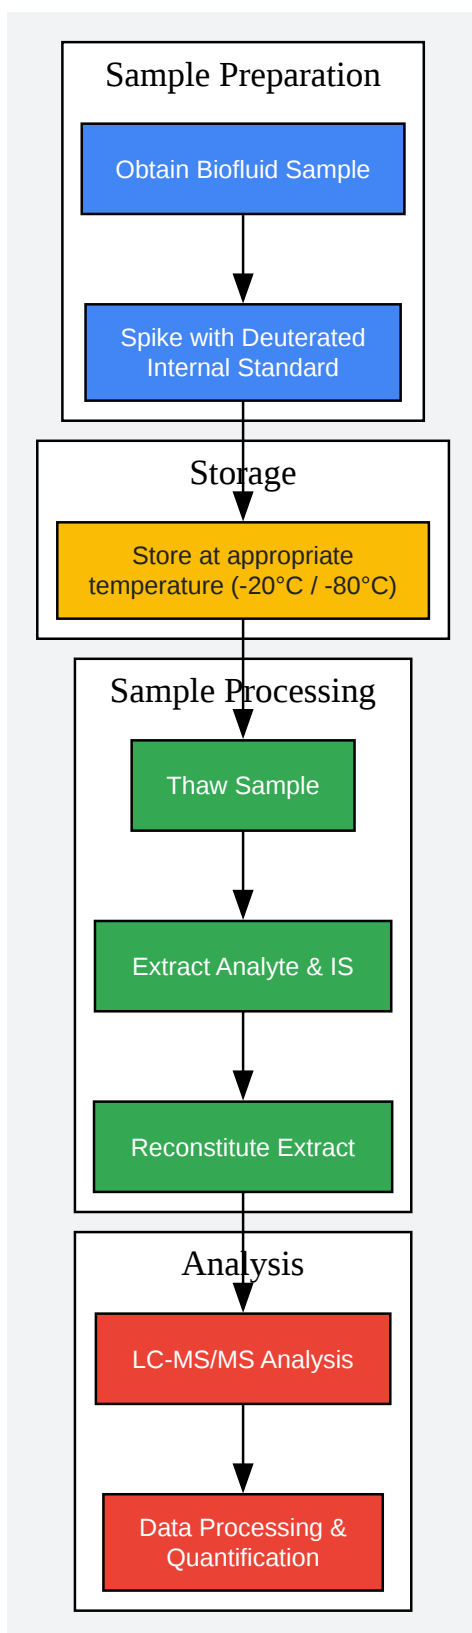 Sample Preparation
Obtain Biofluid Sample
Spike with Deuterated
Internal Standard
Storage
Store at appropriate
temperature (-20°C / -80°C)
Sample Processing
Thaw Sample
Extract Analyte & IS
Reconstitute Extract
Analysis
LC-MS/MS Analysis
Data Processing &
Quantification